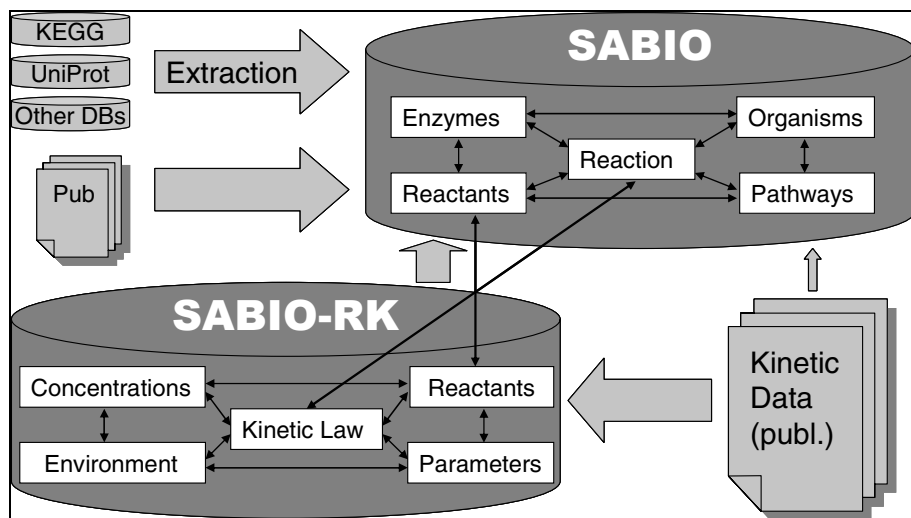 KEGG
UniProt
Other DBs
Extraction
Pub
SABIO
Enzymes
Organisms
Reaction
Reactants
Pathways
SABIO-RK
Concentrations
Reactants
Kinetic Law
Environment
Parameters
Kinetic
Data
(publ.)